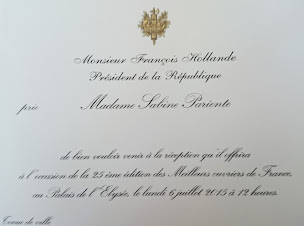 Monsieur François Hollande
Président de la République
prie Madame Sabine Pariente
de bien vouloir venir à la réception qu'il offrira
à l'occasion de la 25 ème édition des Meilleurs ouvriers de France,
au Palais de l'Elysée, le lundi 6 juillet 2015 à 12 heures.
Tenue de ville